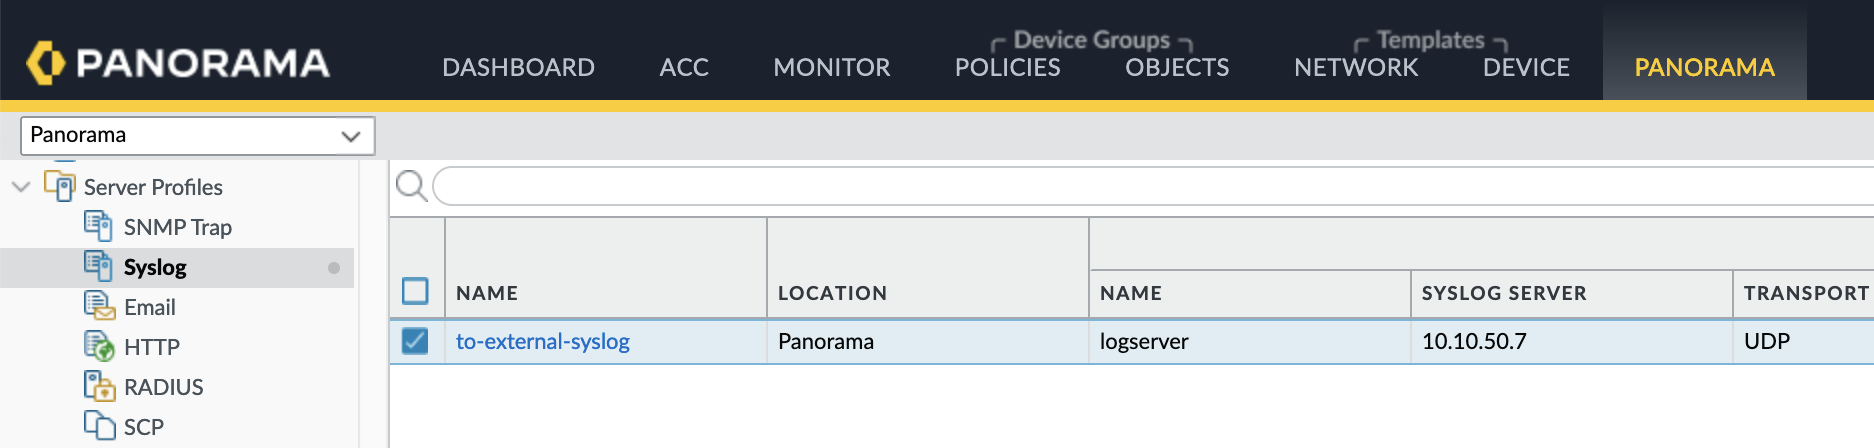 PANORAMA
DASHBOARD ACC MONITOR Device Groups POLICIES OBJECTS Templates NETWORK DEVICE PANORAMA
Panorama
Server Profiles
SNMP Trap
Syslog
Email
HTTP
RADIUS
SCP
NAME LOCATION NAME SYSLOG SERVER TRANSPORT
to-external-syslog Panorama logserver 10.10.50.7 UDP